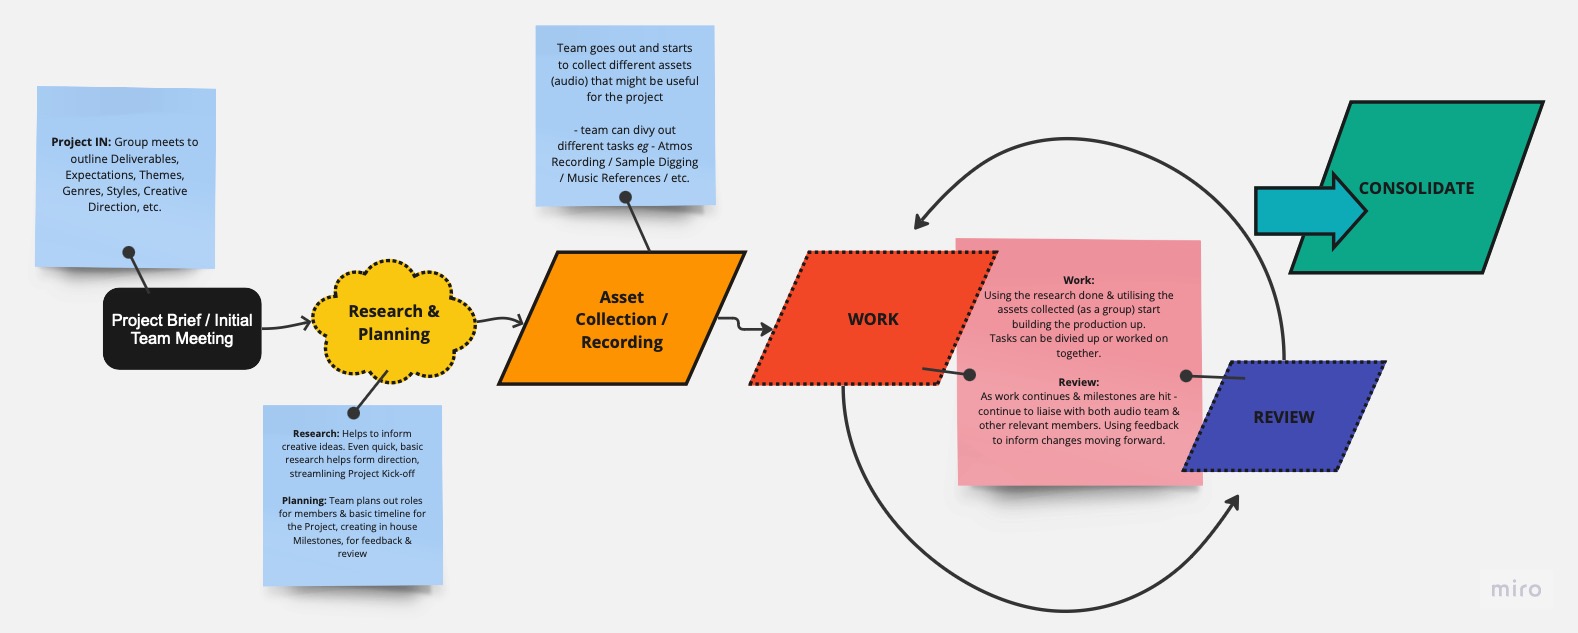 Project IN: Group meets to
outline Deliverables,
Expectations, Themes,
Genres, Styles, Creative
Direction, etc.
Project Brief / Initial
Team Meeting
Research &
Planning
Research: Helps to inform
creative ideas. Even quick, basic
research helps form direction,
streamlining Project Kick-off
Planning: Team plans out roles
for members & basic timeline for
the Project, creating in house
Milestones, for feedback &
review
Team goes out and starts
to collect different assets
(audio) that might be useful
for the project
- team can divy out
different tasks eg - Atmos
Recording / Sample Digging
/ Music References / etc.
Asset
Collection /
Recording
WORK
Work:
Using the research done & utilising the
assets collected (as a group) start
building the production up.
Tasks can be divied up or worked on
together.
Review:
As work continues & milestones are hit -
continue to liaise with both audio team &
other relevant members. Using feedback
to inform changes moving forward.
REVIEW
CONSOLIDATE
miro